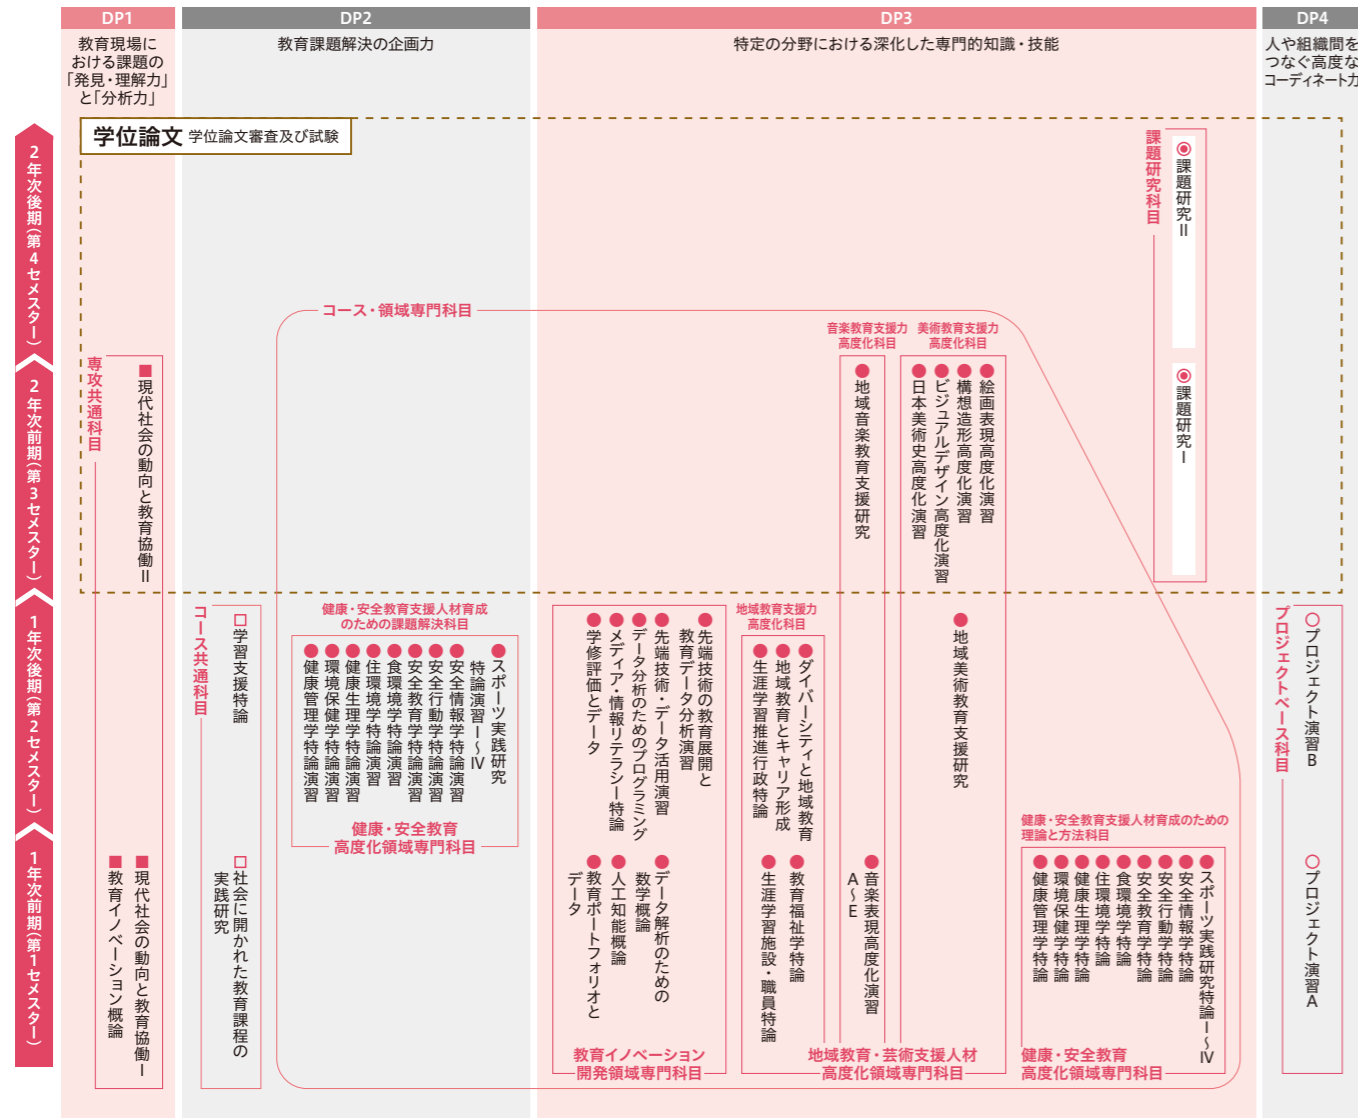 DP1
DP2
DP3
DP4
教育現場に
おける課題の
「発見・理解力」
と「分析力」
教育課題解決の企画力
特定の分野における深化した専門的知識・技能
人や組織間を
つなぐ高度な
コーディネート力
2年次後期(第4セメスター)
2年次前期(第3セメスター)
1年次後期(第2セメスター)
1年次前期(第1セメスター)
学位論文 学位論文審査及び試験
専攻共通科目
■現代社会の動向と教育協働II
■現代社会の動向と教育協働I
■教育イノベーション概論
コース共通科目
□学習支援特論
□社会に開かれた教育課程の
実践研究
コース・領域専門科目
健康・安全教育支援人材育成
のための課題解決科目
●スポーツ実践研究
特論演習I〜IV
●安全情報学特論演習
●安全行動学特論演習
●安全教育学特論演習
●食環境学特論演習
●住環境学特論演習
●健康生理学特論演習
●環境保健学特論演習
●健康管理学特論演習
健康・安全教育
高度化領域専門科目
●先端技術の教育展開と
教育データ分析演習
●先端技術・データ活用演習
●データ分析のためのプログラミング
●メディア・情報リテラシー特論
●学修評価とデータ
●データ解析のための
数学概論
●人工知能概論
●教育ポートフォリオと
データ
教育イノベーション
開発領域専門科目
地域教育支援力
高度化科目
●ダイバーシティと地域教育
●地域教育とキャリア形成
●生涯学習推進行政特論
●教育福祉学特論
●生涯学習施設・職員特論
音楽教育支援力
高度化科目
●地域音楽教育支援研究
●音楽表現高度化演習
A〜E
美術教育支援力
高度化科目
●絵画表現高度化演習
●構想造形高度化演習
●ビジュアルデザイン高度化演習
●日本美術史高度化演習
●地域美術教育支援研究
地域教育・芸術支援人材
高度化領域専門科目
健康・安全教育支援人材育成のための
理論と方法科目
●スポーツ実践研究特論I〜IV
●安全情報学特論
●安全行動学特論
●安全教育学特論
●食環境学特論
●住環境学特論
●健康生理学特論
●環境保健学特論
●健康管理学特論
健康・安全教育
高度化領域専門科目
課題研究科目
◉課題研究II
◉課題研究I
プロジェクトベース科目
○プロジェクト演習B
○プロジェクト演習A